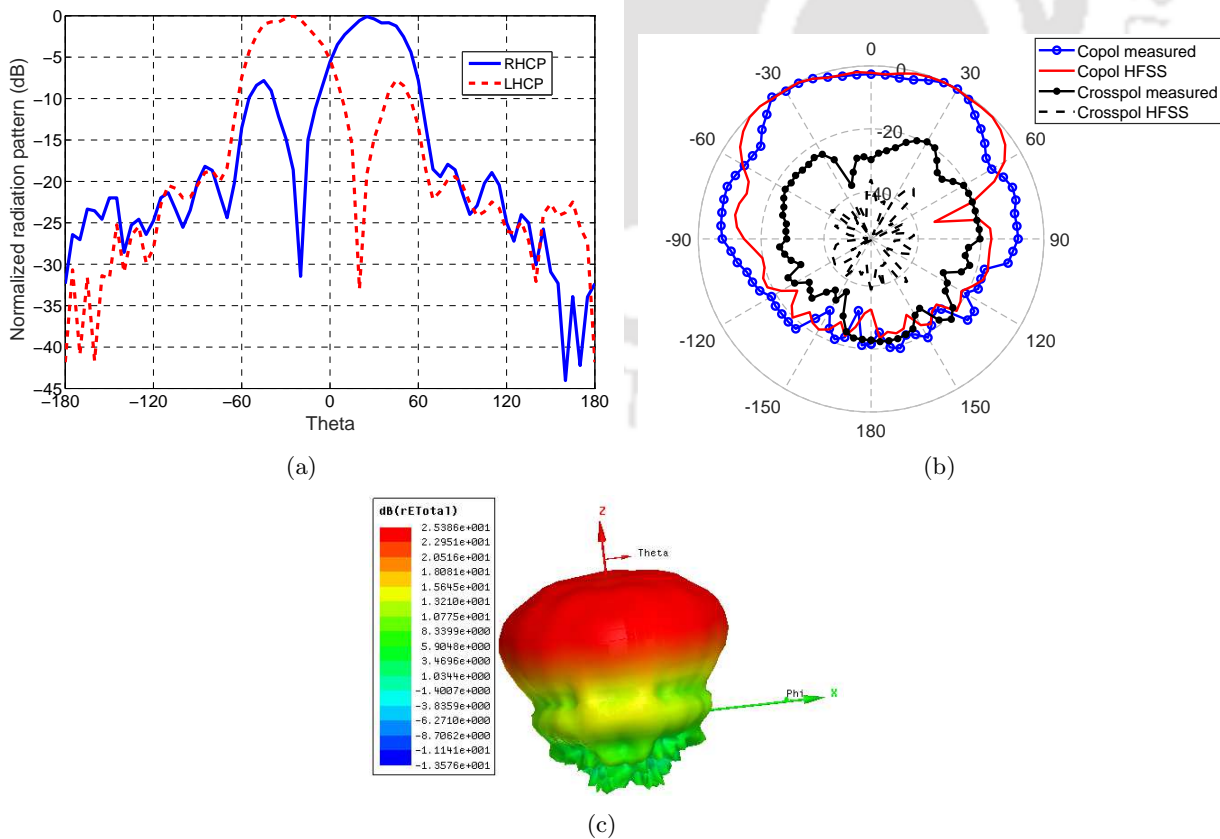 0
−5
−10
−15
−20
−25
−30
−35
−40
−45
−180
−120
−60
0
60
120
180
Normalized radiation pattern (dB)
Theta
RHCP
LHCP
(a)
Copol measured
Copol HFSS
Crosspol measured
Crosspol HFSS
0
30
60
90
120
150
180
-150
-120
-90
-60
-30
0
-20
-40
(b)
dB(rETotal)
2.5386e+001
2.2951e+001
2.0516e+001
1.8081e+001
1.5645e+001
1.3210e+001
1.0775e+001
8.3399e+000
5.9048e+000
3.4696e+000
1.0344e+000
-1.4007e+000
-3.8359e+000
-6.2710e+000
-8.7062e+000
-1.1141e+001
-1.3576e+001
Z
Theta
Phi
X
(c)